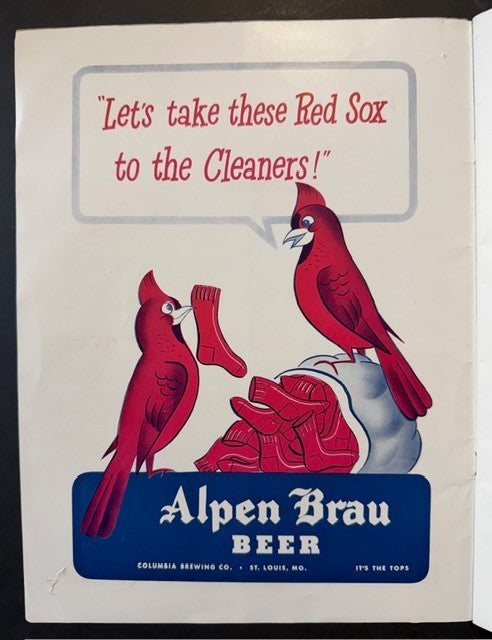 "Let's take these Red Sox
to the Cleaners!"
Alpen Brau
BEER
COLUMBIA BREWING CO. • ST. LOUIS, MO. IT'S THE TOPS